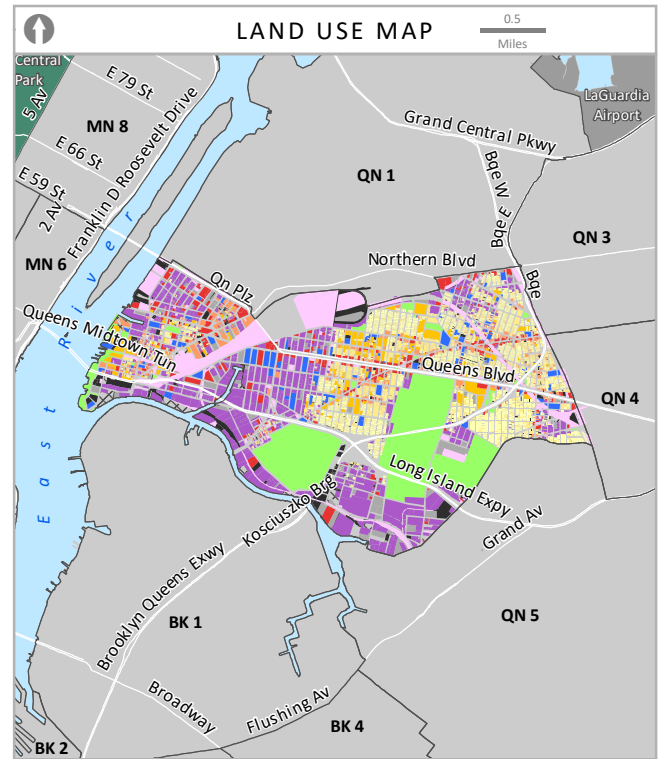 LAND USE MAP
0.5
Miles
Central
Park
5 Av
E 79 St
MN 8
E 66 St
E 59 St
2 Av
Franklin D Roosevelt Drive
MN 6
LaGuardia
Airport
Grand Central Pkwy
QN 1
Bqe W
Bqe E
QN 3
Northern Blvd
Bqe
Qn Plz
Queens Midtown Tun
Queens Blvd
QN 4
East River
Long Island Expy
Kosciuszko Brg
Grand Av
Brooklyn Queens Exwy
BK 1
QN 5
Broadway
Flushing Av
BK 4
BK 2